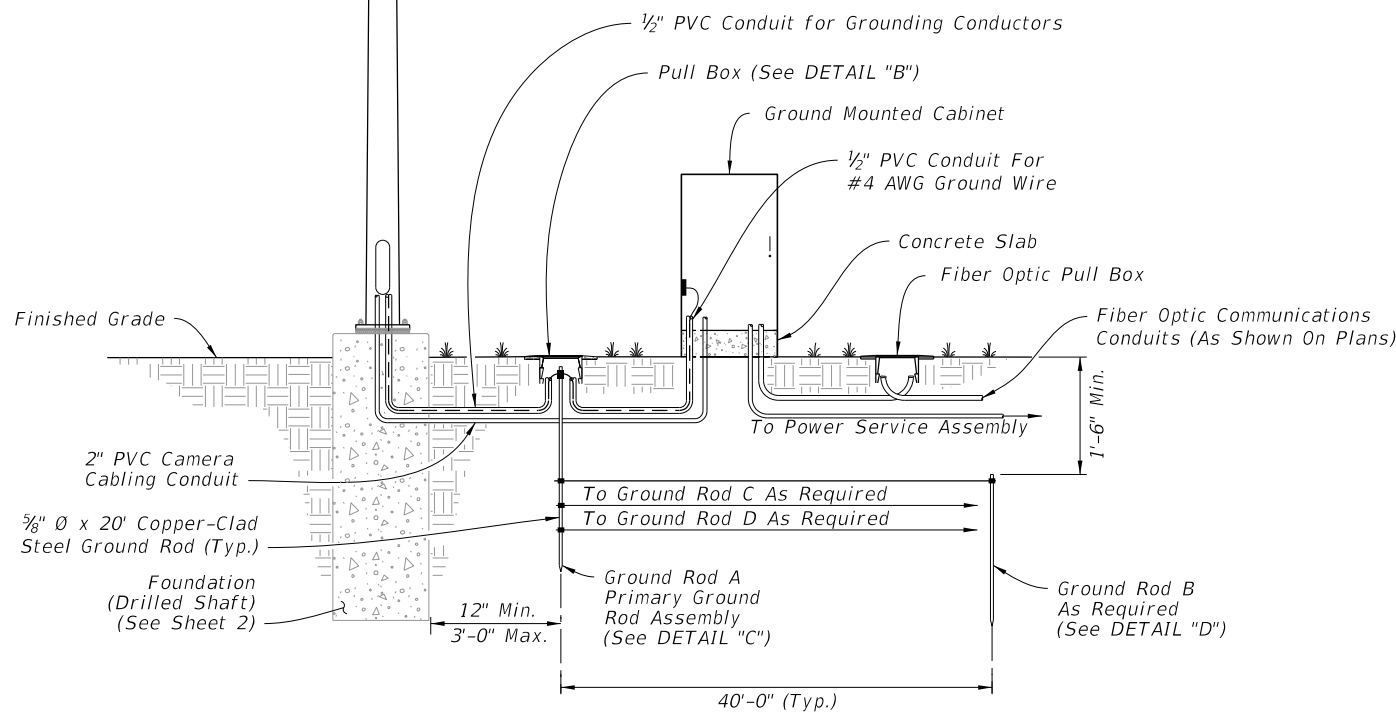 ½" PVC Conduit for Grounding Conductors
Pull Box (See DETAIL "B")
Ground Mounted Cabinet
½" PVC Conduit For
#4 AWG Ground Wire
Concrete Slab
Fiber Optic Pull Box
Finished Grade
Fiber Optic Communications
Conduits (As Shown On Plans)
1'-6" Min.
To Power Service Assembly
2" PVC Camera
Cabling Conduit
To Ground Rod C As Required
To Ground Rod D As Required
⅝" Ø x 20' Copper-Clad
Steel Ground Rod (Typ.)
Foundation
(Drilled Shaft)
(See Sheet 2)
12" Min.
3'-0" Max.
Ground Rod A
Primary Ground
Rod Assembly
(See DETAIL "C")
Ground Rod B
As Required
(See DETAIL "D")
40'-0" (Typ.)